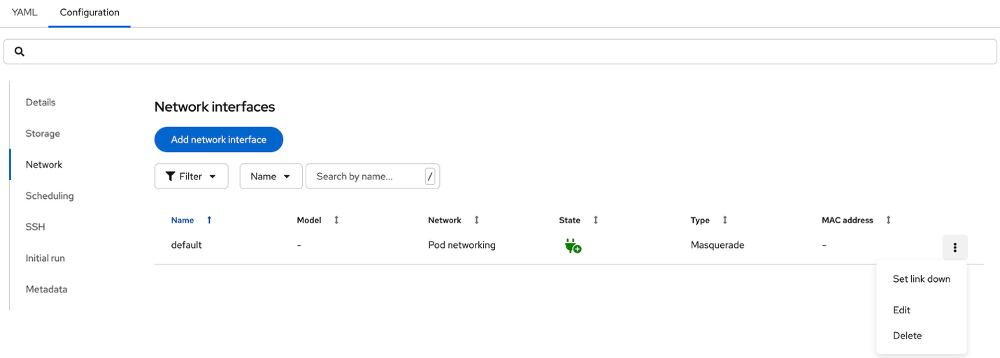 YAML Configuration
Details
Storage
Network
Scheduling
SSH
Initial run
Metadata
Network interfaces
Add network interface
Filter Name Search by name... /
Name Model Network State Type MAC address
default - Pod networking Masquerade -
Set link down
Edit
Delete